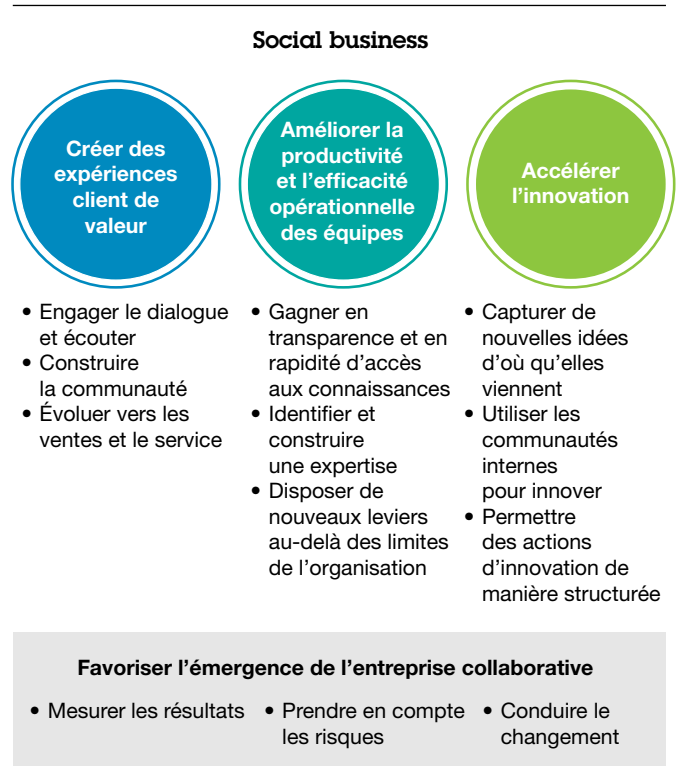 Social business
Créer des
expériences
client de
valeur
Améliorer la
productivité
et l'efficacité
opérationnelle
des équipes
Accélérer
l'innovation
• Engager le dialogue
et écouter
• Construire
la communauté
• Évoluer vers les
ventes et le service
• Gagner en
transparence et en
rapidité d'accès
aux connaissances
• Identifier et
construire
une expertise
• Disposer de
nouveaux leviers
au-delà des limites
de l'organisation
• Capturer de
nouvelles idées
d'où qu'elles
viennent
• Utiliser les
communautés
internes
pour innover
• Permettre
des actions
d'innovation de
manière structurée
Favoriser l'émergence de l'entreprise collaborative
• Mesurer les résultats
• Prendre en compte
les risques
• Conduire le
changement